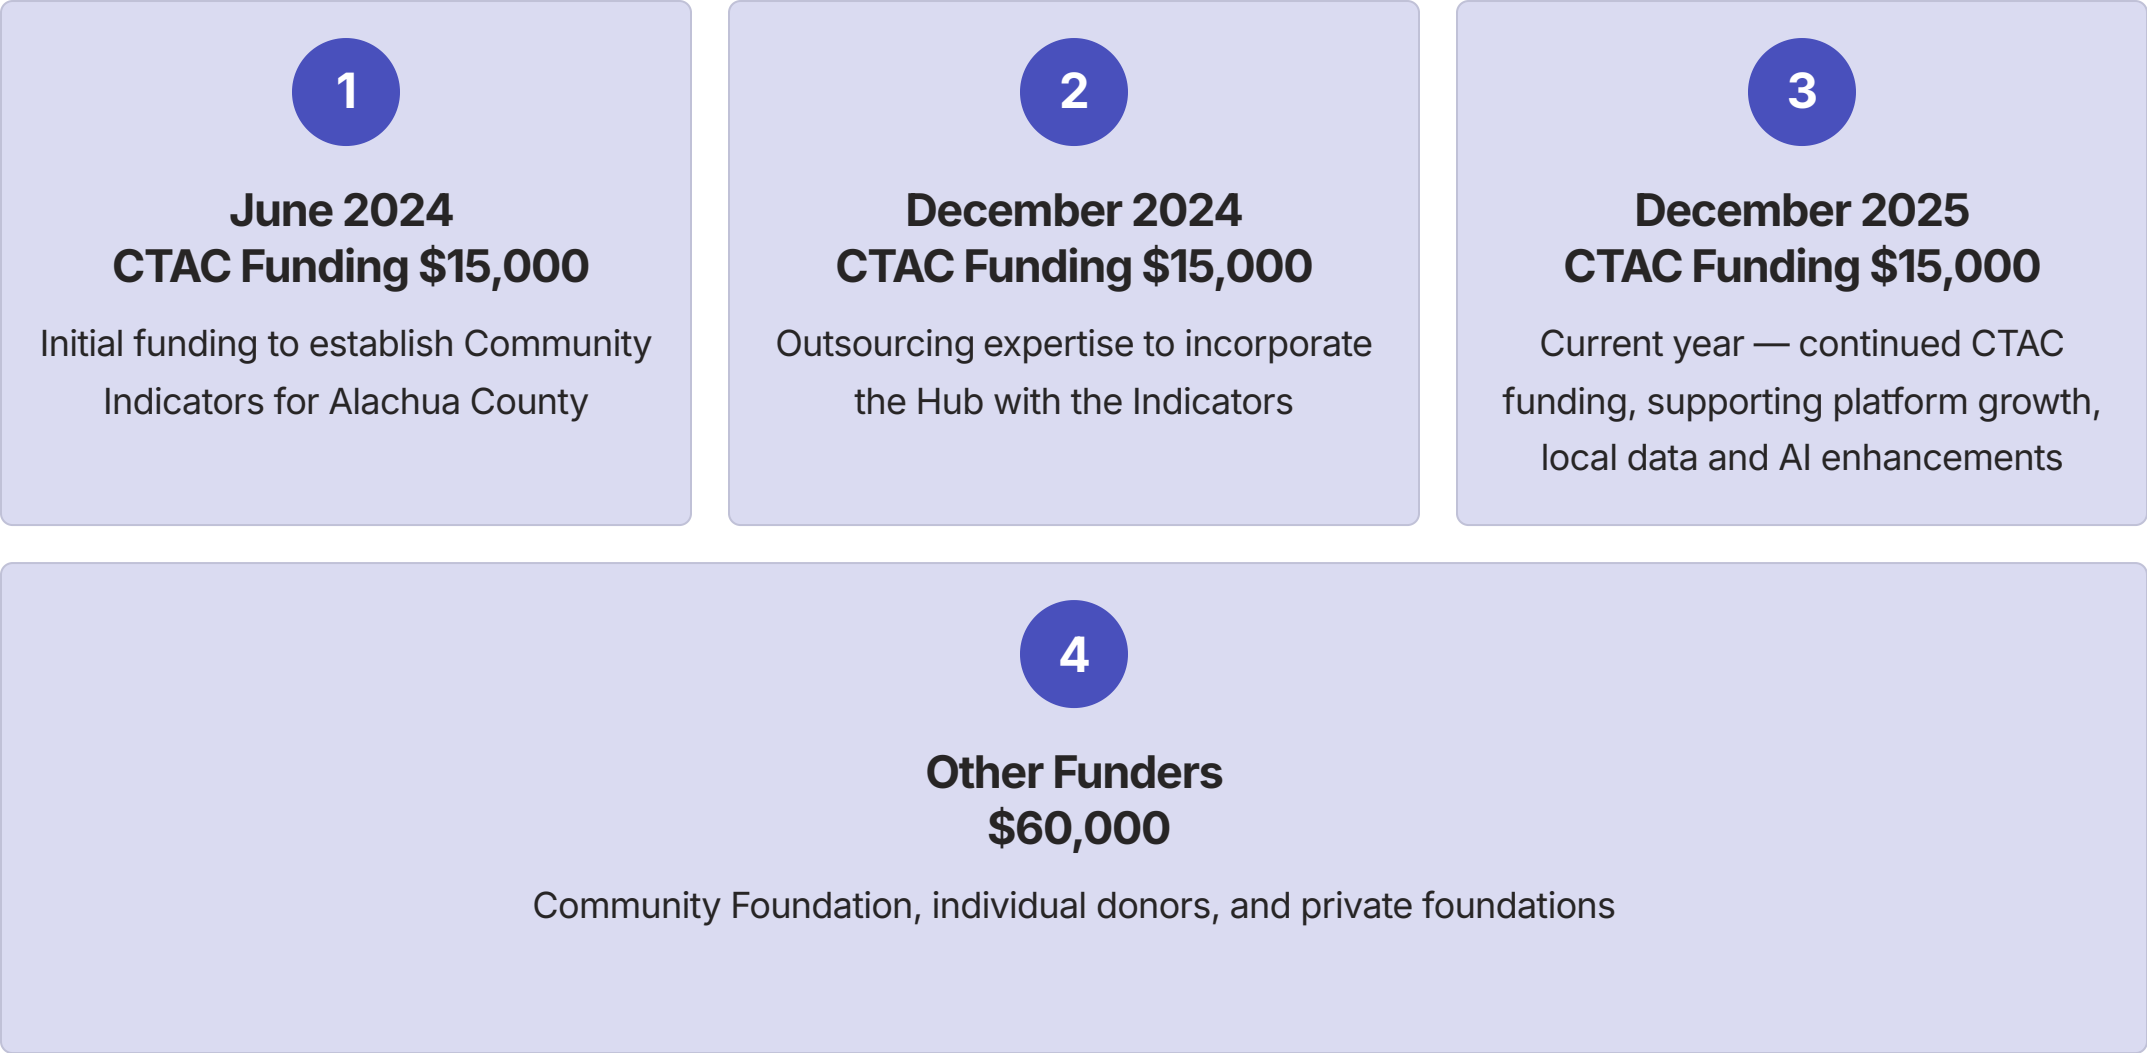 1
June 2024
CTAC Funding $15,000
Initial funding to establish Community
Indicators for Alachua County
2
December 2024
CTAC Funding $15,000
Outsourcing expertise to incorporate
the Hub with the Indicators
3
December 2025
CTAC Funding $15,000
Current year — continued CTAC
funding, supporting platform growth,
local data and AI enhancements
4
Other Funders
$60,000
Community Foundation, individual donors, and private foundations